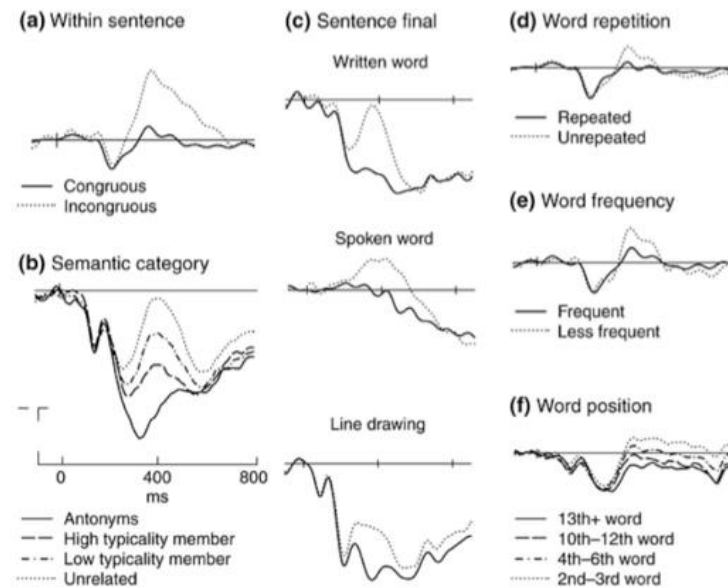 (a) Within sentence
Congruous
Incongruous
(b) Semantic category
0 400 800
ms
Antonyms
High typicality member
Low typicality member
Unrelated
(c) Sentence final
Written word
Spoken word
Line drawing
(d) Word repetition
Repeated
Unrepeated
(e) Word frequency
Frequent
Less frequent
(f) Word position
13th+ word
10th–12th word
4th–6th word
2nd–3rd word